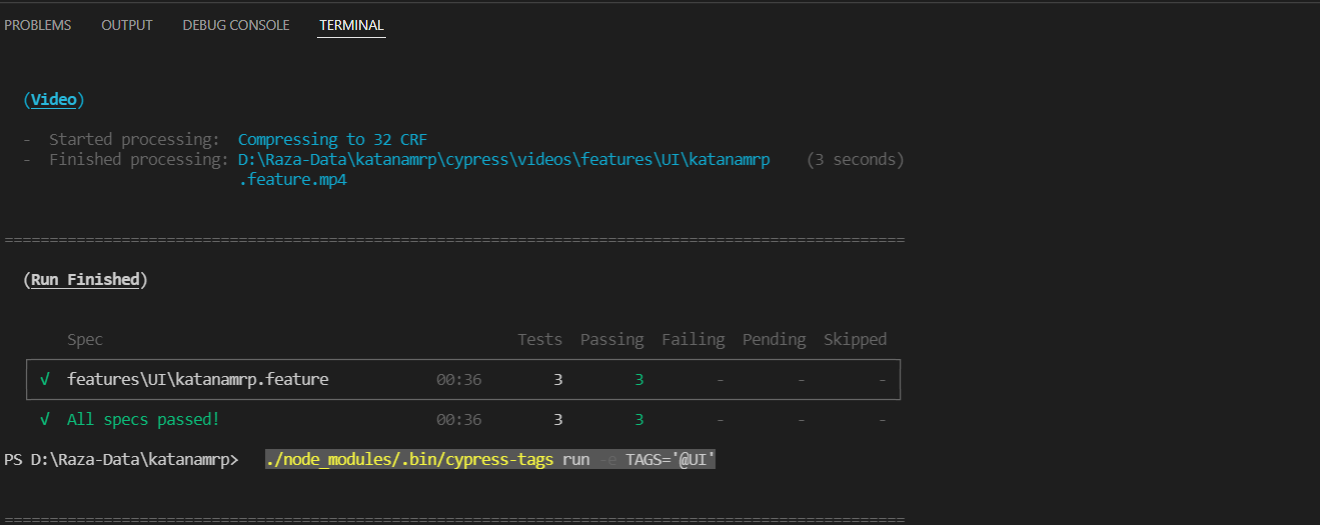 PROBLEMS OUTPUT DEBUG CONSOLE TERMINAL
(Video)
- Started processing: Compressing to 32 CRF
- Finished processing: D:\Raza-Data\katanamrp\cypress\videos\features\UI\katanamrp (3 seconds)
.feature.mp4
====================================================================================================
(Run Finished)
Spec Tests Passing Failing Pending Skipped
√ features\UI\katanamrp.feature 00:36 3 3 - - -
√ All specs passed! 00:36 3 3 - - -
PS D:\Raza-Data\katanamrp> ./node_modules/.bin/cypress-tags run -e TAGS='@UI'
====================================================================================================